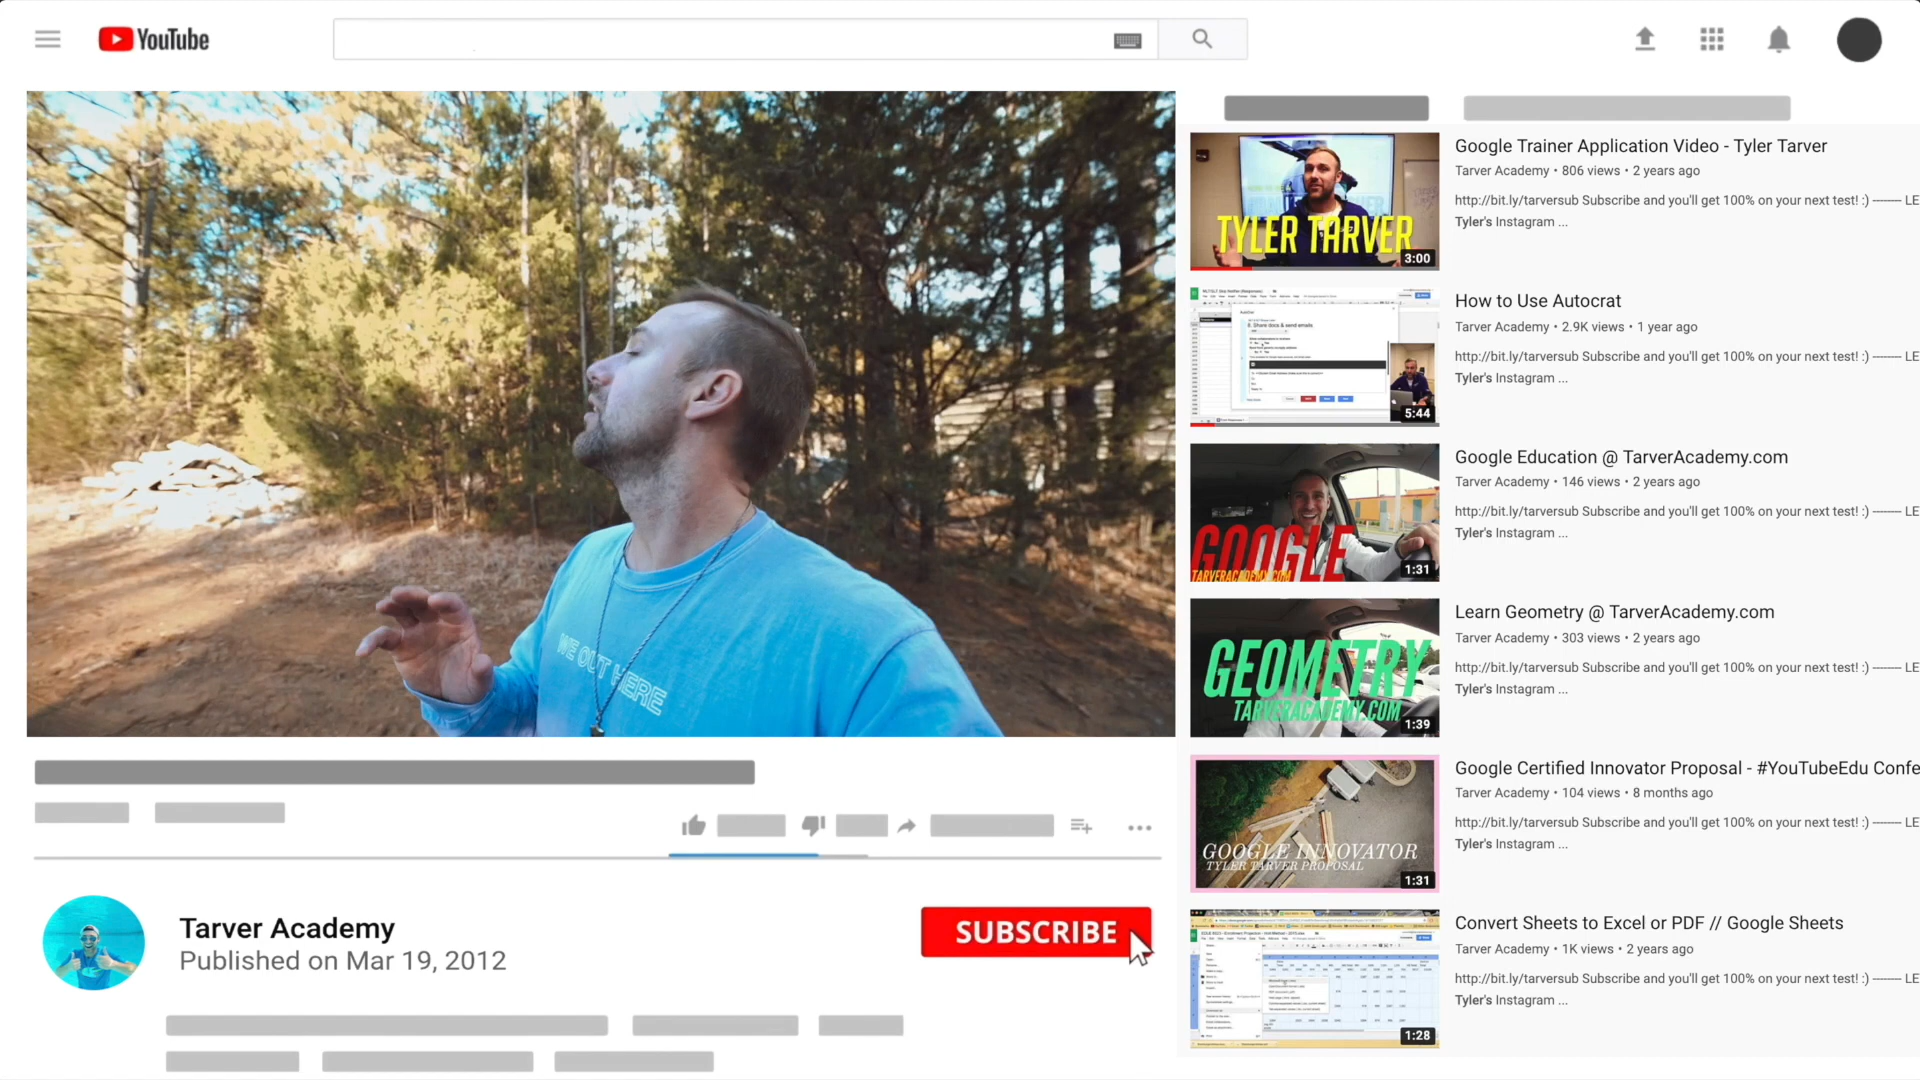 YouTube
WE OUT HERE
Tarver Academy
Published on Mar 19, 2012
SUBSCRIBE
TYLER TARVER
3:00
Google Trainer Application Video - Tyler Tarver
Tarver Academy • 806 views • 2 years ago
http://bit.ly/tarversub Subscribe and you'll get 100% on your next test! :) -------- LE
Tyler's Instagram ...
8. Share docs & send emails
5:44
How to Use Autocrat
Tarver Academy • 2.9K views • 1 year ago
http://bit.ly/tarversub Subscribe and you'll get 100% on your next test! :) -------- LE
Tyler's Instagram ...
GOOGLE
TARVERACADEMY.COM
1:31
Google Education @ TarverAcademy.com
Tarver Academy • 146 views • 2 years ago
http://bit.ly/tarversub Subscribe and you'll get 100% on your next test! :) -------- LE
Tyler's Instagram ...
GEOMETRY
TARVERACADEMY.COM
1:39
Learn Geometry @ TarverAcademy.com
Tarver Academy • 303 views • 2 years ago
http://bit.ly/tarversub Subscribe and you'll get 100% on your next test! :) -------- LE
Tyler's Instagram ...
GOOGLE INNOVATOR
TYLER TARVER PROPOSAL
1:31
Google Certified Innovator Proposal - #YouTubeEdu Confe
Tarver Academy • 104 views • 8 months ago
http://bit.ly/tarversub Subscribe and you'll get 100% on your next test! :) -------- LE
Tyler's Instagram ...
1:28
Convert Sheets to Excel or PDF // Google Sheets
Tarver Academy • 1K views • 2 years ago
http://bit.ly/tarversub Subscribe and you'll get 100% on your next test! :) -------- LE
Tyler's Instagram ...